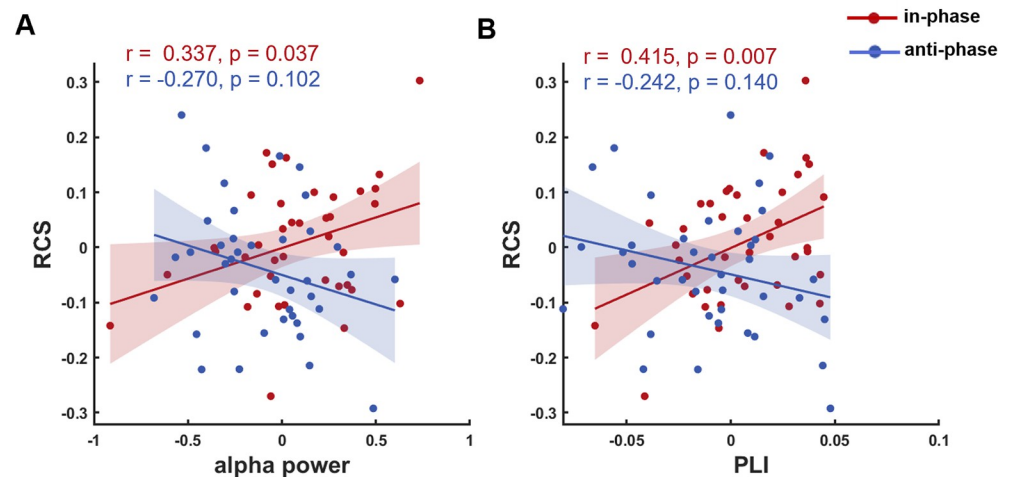 A
r = 0.337, p = 0.037
r = -0.270, p = 0.102
RCS
0.3
0.2
0.1
0
-0.1
-0.2
-0.3
-1
-0.5
0
0.5
1
alpha power
B
r = 0.415, p = 0.007
r = -0.242, p = 0.140
RCS
0.3
0.2
0.1
0
-0.1
-0.2
-0.3
-0.05
0
0.05
0.1
PLI
in-phase
anti-phase